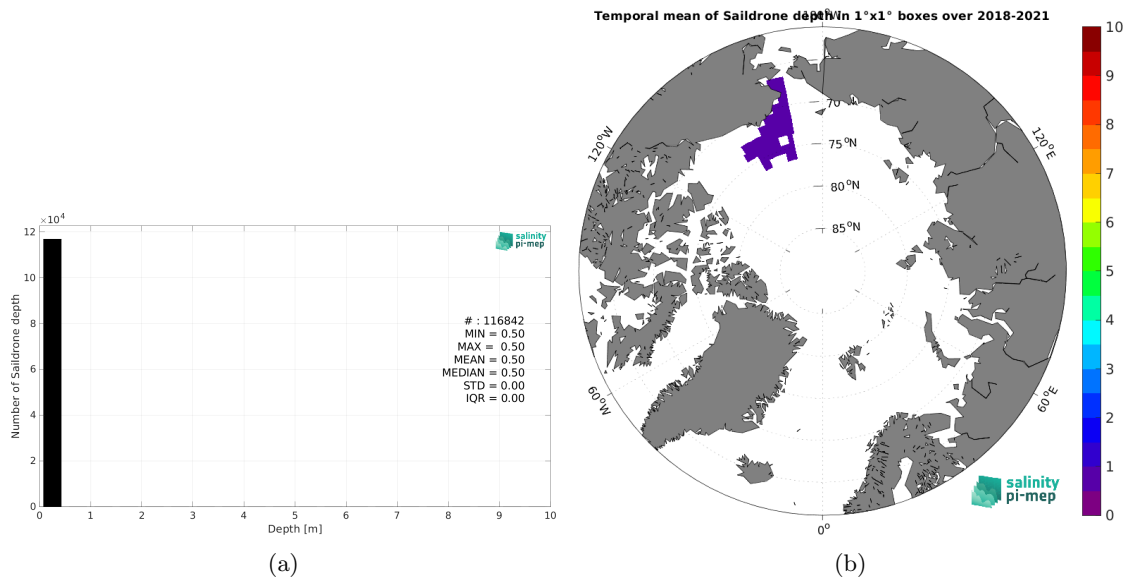 ×10⁴
12
10
8
6
4
2
0
0 1 2 3 4 5 6 7 8 9 10
Number of Saildrone depth
Depth [m]
salinity
pi-mep
# : 116842
MIN = 0.50
MAX = 0.50
MEAN = 0.50
MEDIAN = 0.50
STD = 0.00
IQR = 0.00
(a)
Temporal mean of Saildrone depth in 1°x1° boxes over 2018-2021
180°W
120°W
120°E
70°N
75°N
80°N
85°N
60°W
60°E
0°
salinity
pi-mep
10
9
8
7
6
5
4
3
2
1
0
(b)